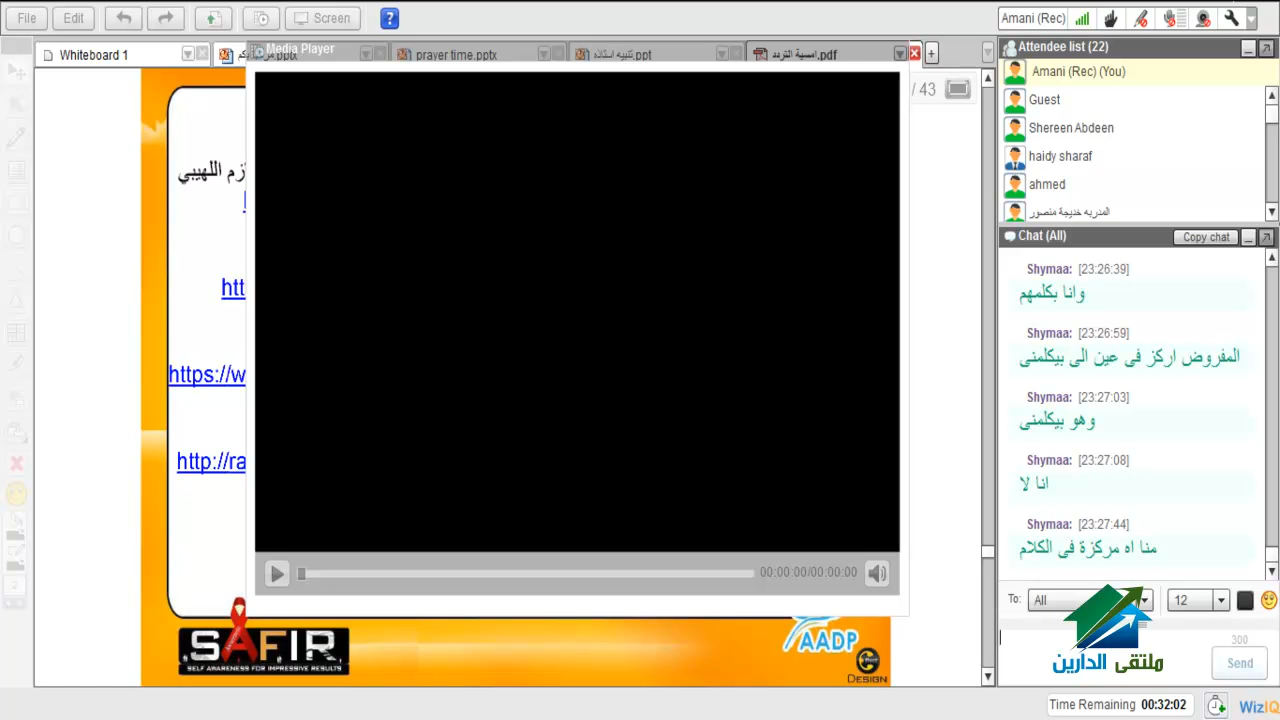 File
Edit
Screen
?
Amani (Rec)
Whiteboard 1
Media Player
prayer time.pptx
تنبيه استاذه.ppt
امسية التردد.pdf
/ 43
زم اللهيبي
htt
https://w
http://ra
00:00:00/00:00:00
SAFIR
SELF AWARENESS FOR IMPRESSIVE RESULTS
AADP
DESIGN
Attendee list (22)
Amani (Rec) (You)
Guest
Shereen Abdeen
haidy sharaf
ahmed
المدربه خديجة منصور
Chat (All)
Copy chat
Shymaa: [23:26:39]
وانا بكلمهم
Shymaa: [23:26:59]
المفروض اركز فى عين الى بيكلمنى
Shymaa: [23:27:03]
وهو بيكلمنى
Shymaa: [23:27:08]
انا لا
Shymaa: [23:27:44]
منا اه مركزة فى الكلام
To:
All
12
300
Send
ملتقى الدارين
Time Remaining 00:32:02
WizIQ